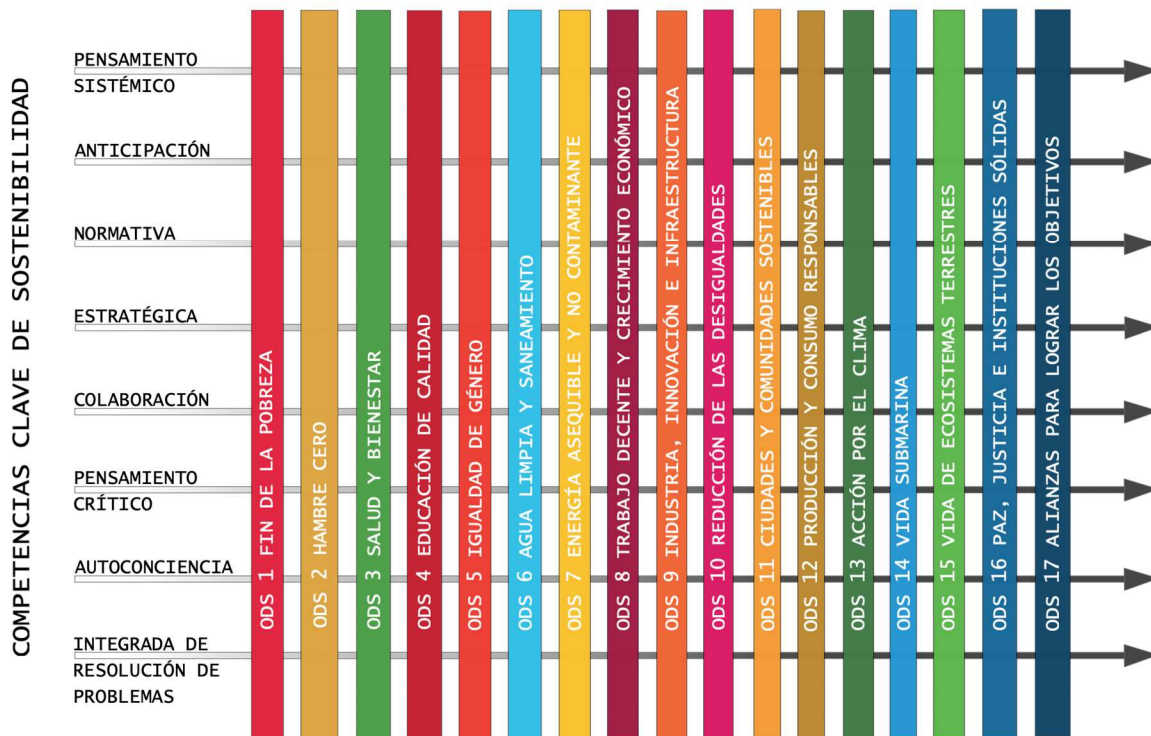 COMPETENCIAS CLAVE DE SOSTENIBILIDAD
PENSAMIENTO
SISTÉMICO
ANTICIPACIÓN
NORMATIVA
ESTRATÉGICA
COLABORACIÓN
PENSAMIENTO
CRÍTICO
AUTOCONCIENCIA
INTEGRADA DE
RESOLUCIÓN DE
PROBLEMAS
ODS 1 FIN DE LA POBREZA
ODS 2 HAMBRE CERO
ODS 3 SALUD Y BIENESTAR
ODS 4 EDUCACIÓN DE CALIDAD
ODS 5 IGUALDAD DE GÉNERO
ODS 6 AGUA LIMPIA Y SANEAMIENTO
ODS 7 ENERGÍA ASEQUIBLE Y NO CONTAMINANTE
ODS 8 TRABAJO DECENTE Y CRECIMIENTO ECONÓMICO
ODS 9 INDUSTRIA, INNOVACIÓN E INFRAESTRUCTURA
ODS 10 REDUCCIÓN DE LAS DESIGUALDADES
ODS 11 CIUDADES Y COMUNIDADES SOSTENIBLES
ODS 12 PRODUCCIÓN Y CONSUMO RESPONSABLES
ODS 13 ACCIÓN POR EL CLIMA
ODS 14 VIDA SUBMARINA
ODS 15 VIDA DE ECOSISTEMAS TERRESTRES
ODS 16 PAZ, JUSTICIA E INSTITUCIONES SÓLIDAS
ODS 17 ALIANZAS PARA LOGRAR LOS OBJETIVOS